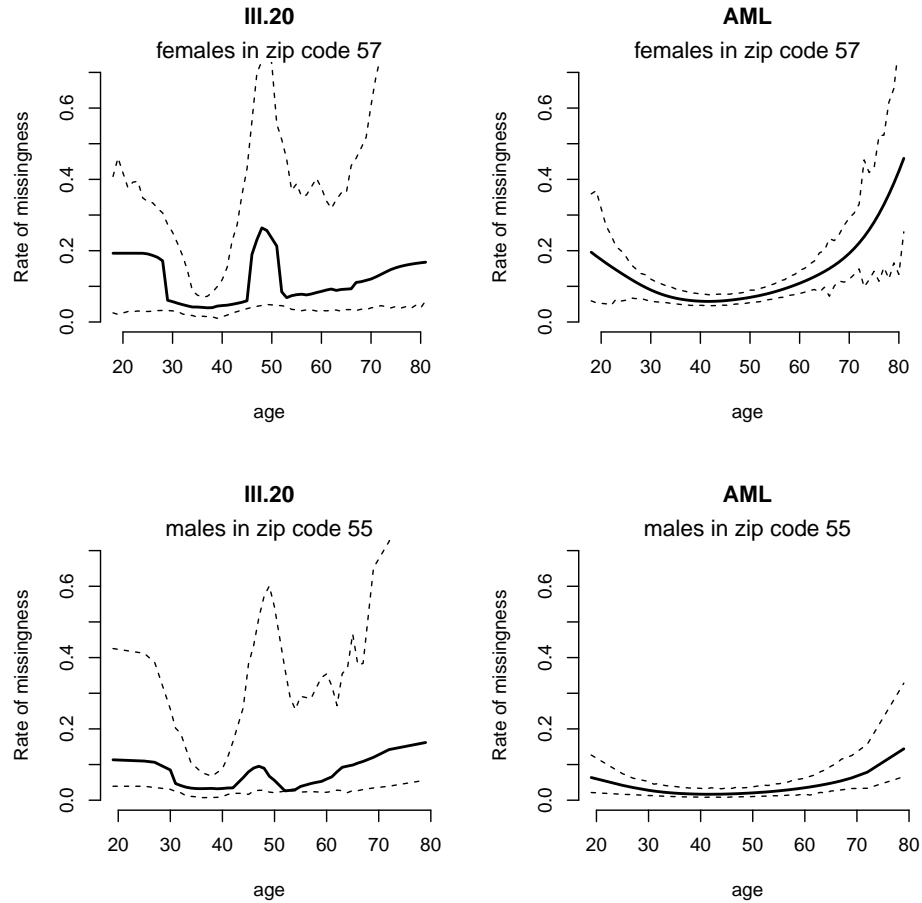 III.20
females in zip code 57
Rate of missingness
0.0 0.2 0.4 0.6
20 30 40 50 60 70 80
age
AML
females in zip code 57
Rate of missingness
0.0 0.2 0.4 0.6
20 30 40 50 60 70 80
age
III.20
males in zip code 55
Rate of missingness
0.0 0.2 0.4 0.6
20 30 40 50 60 70 80
age
AML
males in zip code 55
Rate of missingness
0.0 0.2 0.4 0.6
20 30 40 50 60 70 80
age